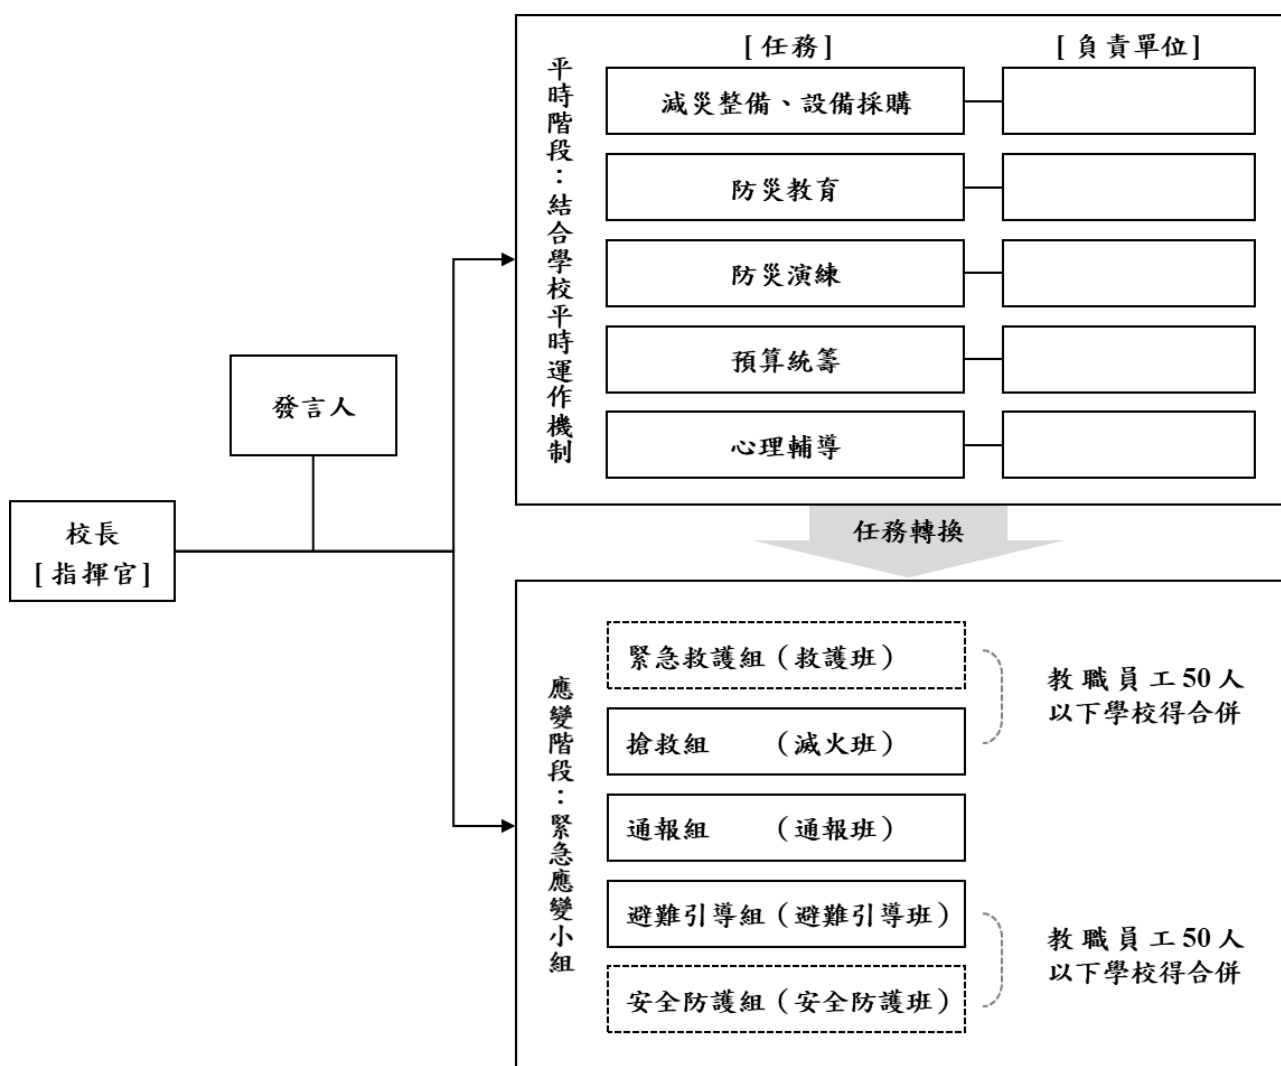 [任務]
[負責單位]
平時階段：結合學校平時運作機制
減災整備、設備採購
防災教育
防災演練
預算統籌
心理輔導
發言人
校長
[指揮官]
任務轉換
應變階段：緊急應變小組
緊急救護組（救護班）
搶救組　　（滅火班）
通報組　　（通報班）
避難引導組（避難引導班）
安全防護組（安全防護班）
教職員工50人
以下學校得合併
教職員工50人
以下學校得合併